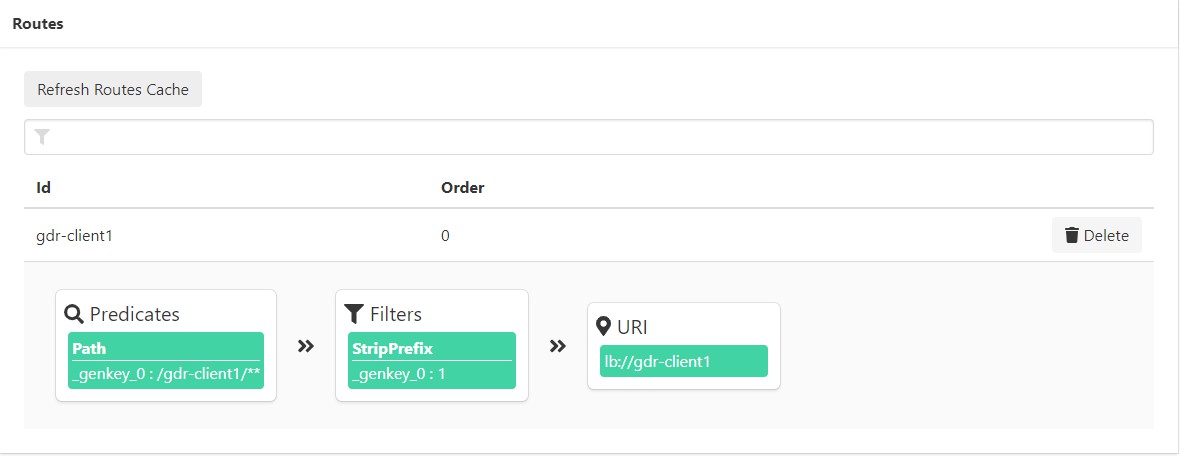 Routes
Refresh Routes Cache
Id Order
gdr-client1 0 Delete
Predicates
Path
_genkey_0 : /gdr-client1/**
Filters
StripPrefix
_genkey_0 : 1
URI
lb://gdr-client1